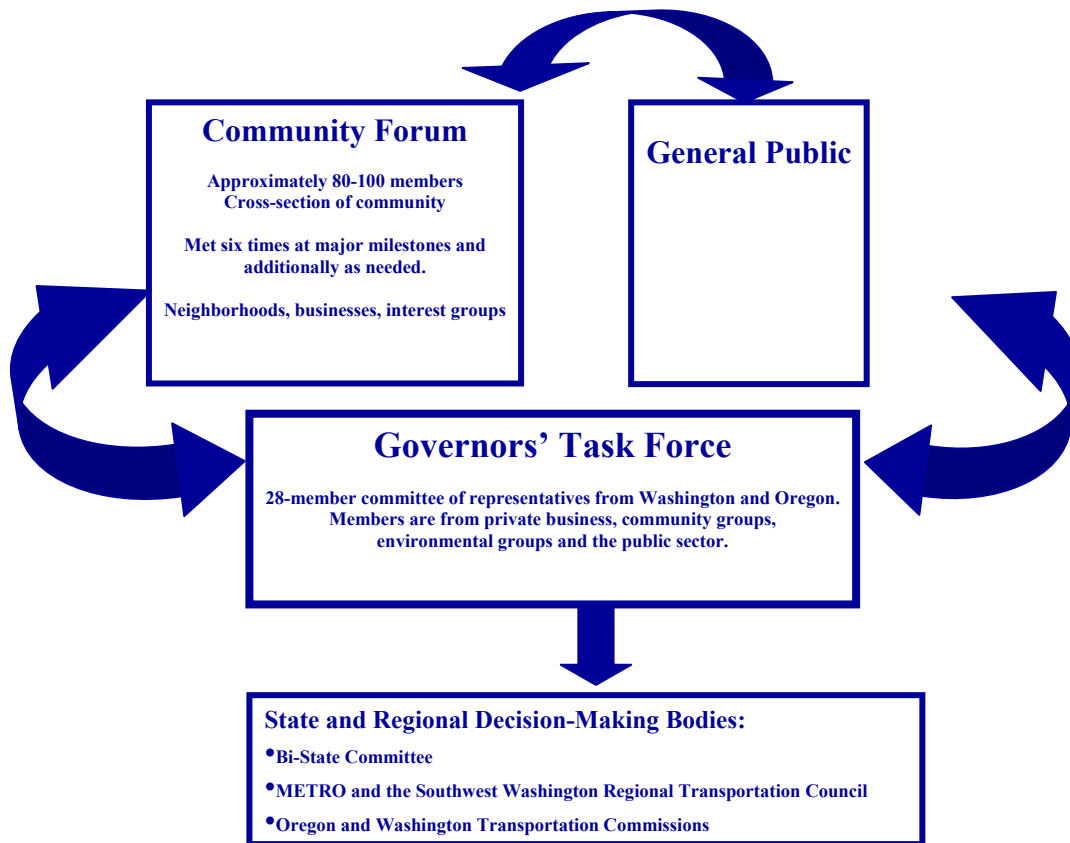 Community Forum
Approximately 80-100 members
Cross-section of community
Met six times at major milestones and
additionally as needed.
Neighborhoods, businesses, interest groups
General Public
Governors’ Task Force
28-member committee of representatives from Washington and Oregon.
Members are from private business, community groups,
environmental groups and the public sector.
State and Regional Decision-Making Bodies:
•Bi-State Committee
•METRO and the Southwest Washington Regional Transportation Council
•Oregon and Washington Transportation Commissions